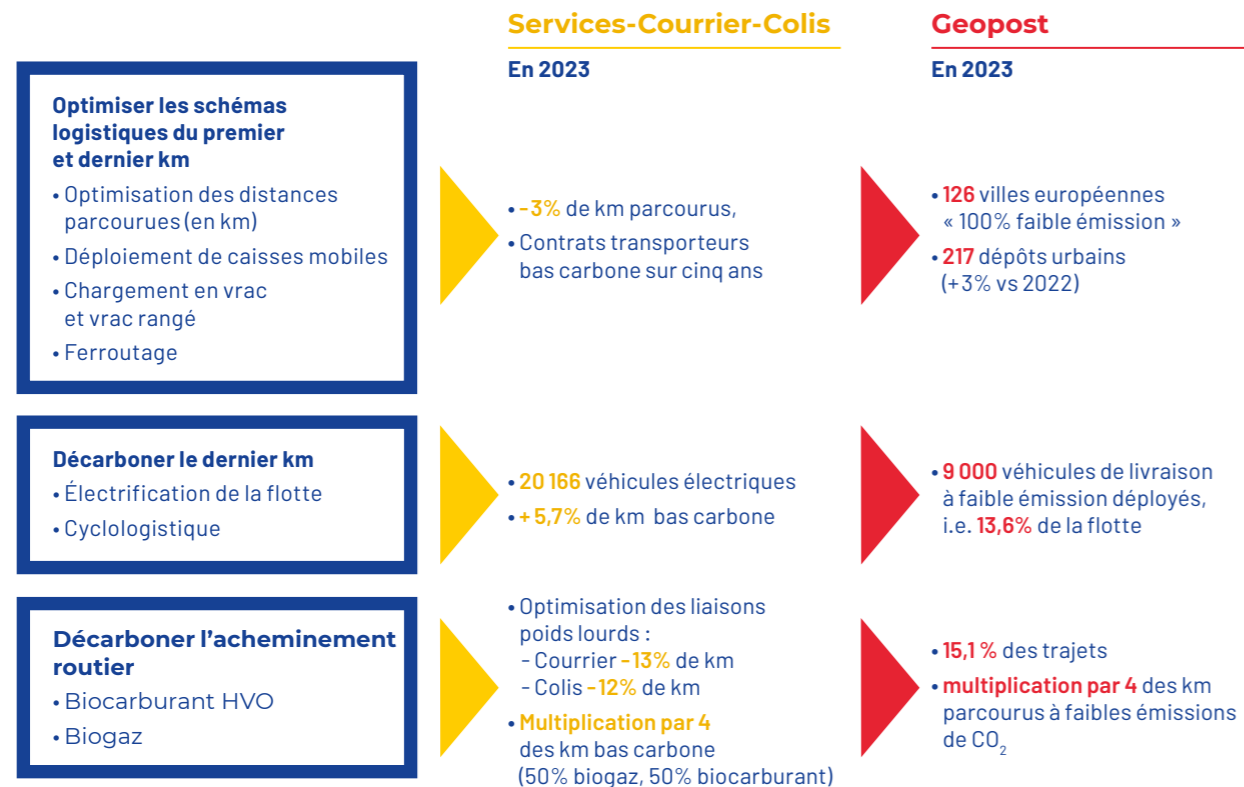 Services-Courrier-Colis
En 2023
Geopost
En 2023
Optimiser les schémas
logistiques du premier
et dernier km
• Optimisation des distances
parcourues (en km)
• Déploiement de caisses mobiles
• Chargement en vrac
et vrac rangé
• Ferroutage
• -3% de km parcourus,
• Contrats transporteurs
bas carbone sur cinq ans
• 126 villes européennes
« 100% faible émission »
• 217 dépôts urbains
(+3% vs 2022)
Décarboner le dernier km
• Électrification de la flotte
• Cyclologistique
• 20 166 véhicules électriques
• + 5,7% de km bas carbone
• 9 000 véhicules de livraison
à faible émission déployés,
i.e. 13,6% de la flotte
Décarboner l’acheminement
routier
• Biocarburant HVO
• Biogaz
• Optimisation des liaisons
poids lourds :
- Courrier -13% de km
- Colis -12% de km
• Multiplication par 4
des km bas carbone
(50% biogaz, 50% biocarburant)
• 15,1 % des trajets
• multiplication par 4 des km
parcourus à faibles émissions
de CO₂